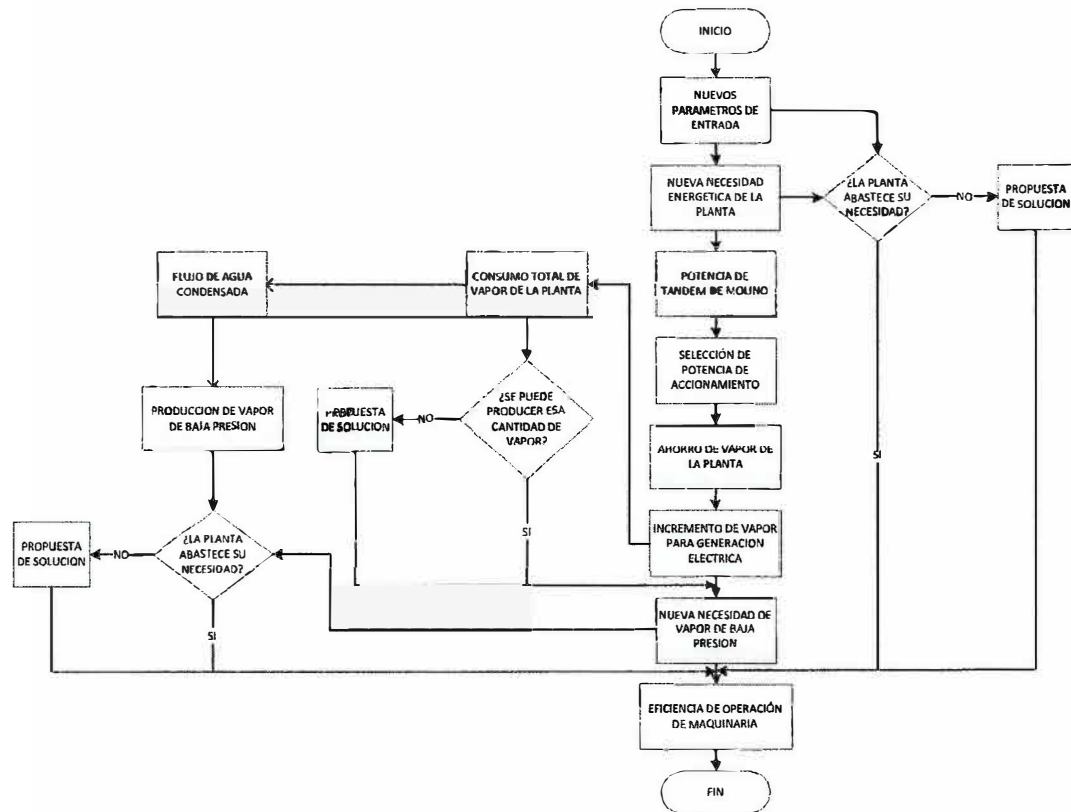 INICIO
NUEVOS
PARAMETROS DE
ENTRADA
NUEVA NECESIDAD
ENERGETICA DE LA
PLANTA
¿LA PLANTA
ABASTECE SU
NECESIDAD?
NO
PROPUESTA
DE SOLUCION
SI
POTENCIA DE
TANDEM DE MOLINO
SELECCIÓN DE
POTENCIA DE
ACCIONAMIENTO
AHORRO DE VAPOR DE
LA PLANTA
INCREMENTO DE VAPOR
PARA GENERACION
ELECTRICA
CONSUMO TOTAL DE
VAPOR DE LA PLANTA
FLUJO DE AGUA
CONDENSADA
¿SE PUEDE
PRODUCIR ESA
CANTIDAD DE
VAPOR?
NO
DE SOLUCION
SI
PRODUCCION DE VAPOR
DE BAJA PRESION
¿LA PLANTA
ABASTECE SU
NECESIDAD?
NO
PROPUESTA
DE SOLUCION
SI
NUEVA NECESIDAD DE
VAPOR DE BAJA
PRESION
EFICIENCIA DE OPERACIÓN
DE MAQUINARIA
FIN